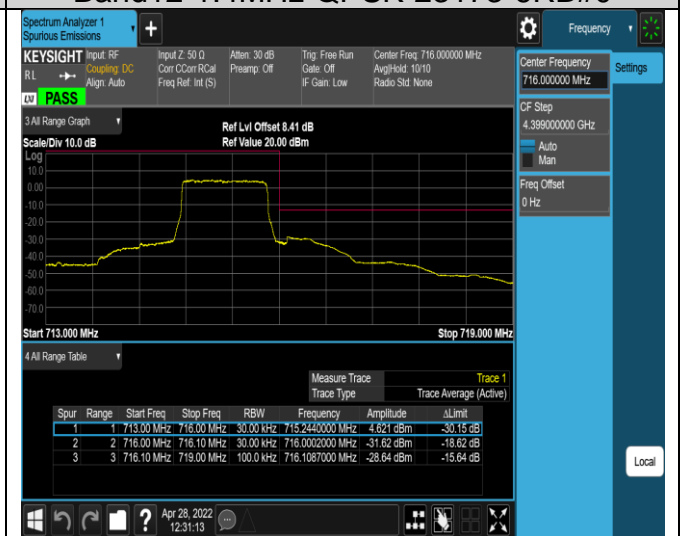 Spectrum Analyzer 1
Spurious Emissions
+
Frequency
KEYSIGHT
RL
Input: RF
Coupling: DC
Align: Auto
Input Z: 50 Ω
Corr CCorr RCal
Freq Ref: Int (S)
Atten: 30 dB
Preamp: Off
Trig: Free Run
Gate: Off
IF Gain: Low
Center Freq: 716.000000 MHz
Avg|Hold: 10/10
Radio Std: None
LXI PASS
3 All Range Graph
Scale/Div 10.0 dB
Ref Lvl Offset 8.41 dB
Ref Value 20.00 dBm
Log
10.0
0.00
-10.0
-20.0
-30.0
-40.0
-50.0
-60.0
-70.0
Start 713.000 MHz
Stop 719.000 MHz
4 All Range Table
Measure Trace Trace 1
Trace Type Trace Average (Active)
Spur Range Start Freq Stop Freq RBW Frequency Amplitude ΔLimit
1 1 713.00 MHz 716.00 MHz 30.00 kHz 715.2440000 MHz 4.621 dBm -30.15 dB
2 2 716.00 MHz 716.10 MHz 30.00 kHz 716.0002000 MHz -31.62 dBm -18.62 dB
3 3 716.10 MHz 719.00 MHz 100.0 kHz 716.1087000 MHz -28.64 dBm -15.64 dB
Center Frequency
716.000000 MHz
Settings
CF Step
4.399000000 GHz
Auto
Man
Freq Offset
0 Hz
Local
?
Apr 28, 2022
12:31:13